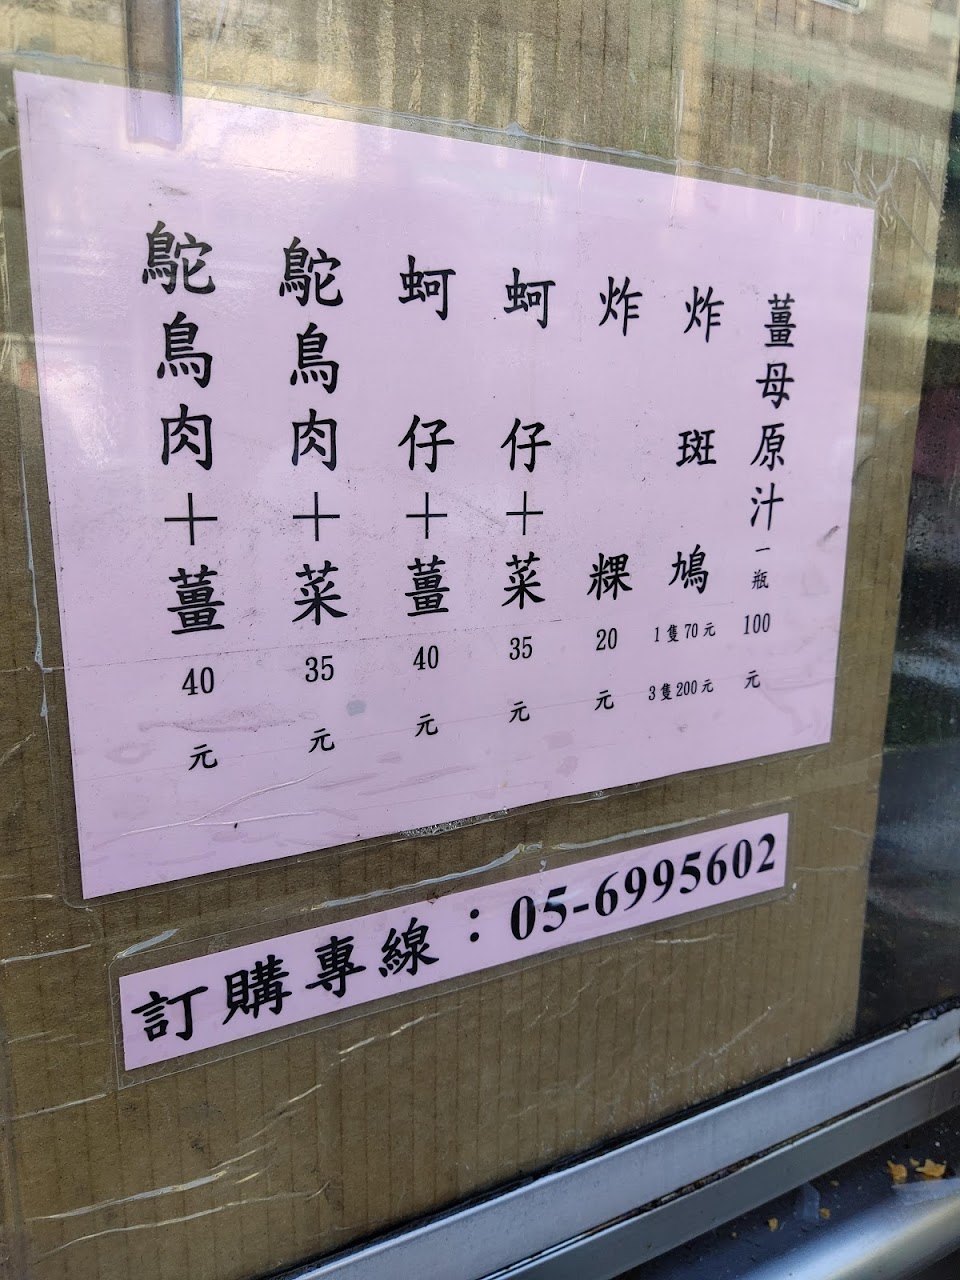 薑母原汁一瓶100元
炸斑鳩1隻70元
3隻200元
炸粿20元
蚵仔+菜35元
蚵仔+薑40元
鴕鳥肉+菜35元
鴕鳥肉+薑40元
訂購專線：05-6995602